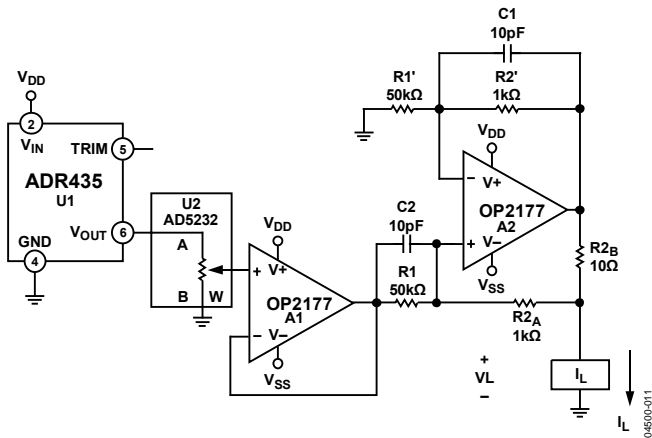 C1
10pF
R1'
50kΩ
R2'
1kΩ
VDD
2
VIN
TRIM
5
ADR435
U1
VOUT
6
GND
4
U2
AD5232
A
B
W
VDD
+
V+
OP2177
A1
−
V−
VSS
C2
10pF
R1
50kΩ
VDD
−
V+
OP2177
A2
+
V−
VSS
R2B
10Ω
R2A
1kΩ
+
VL
−
IL
IL
04500-011